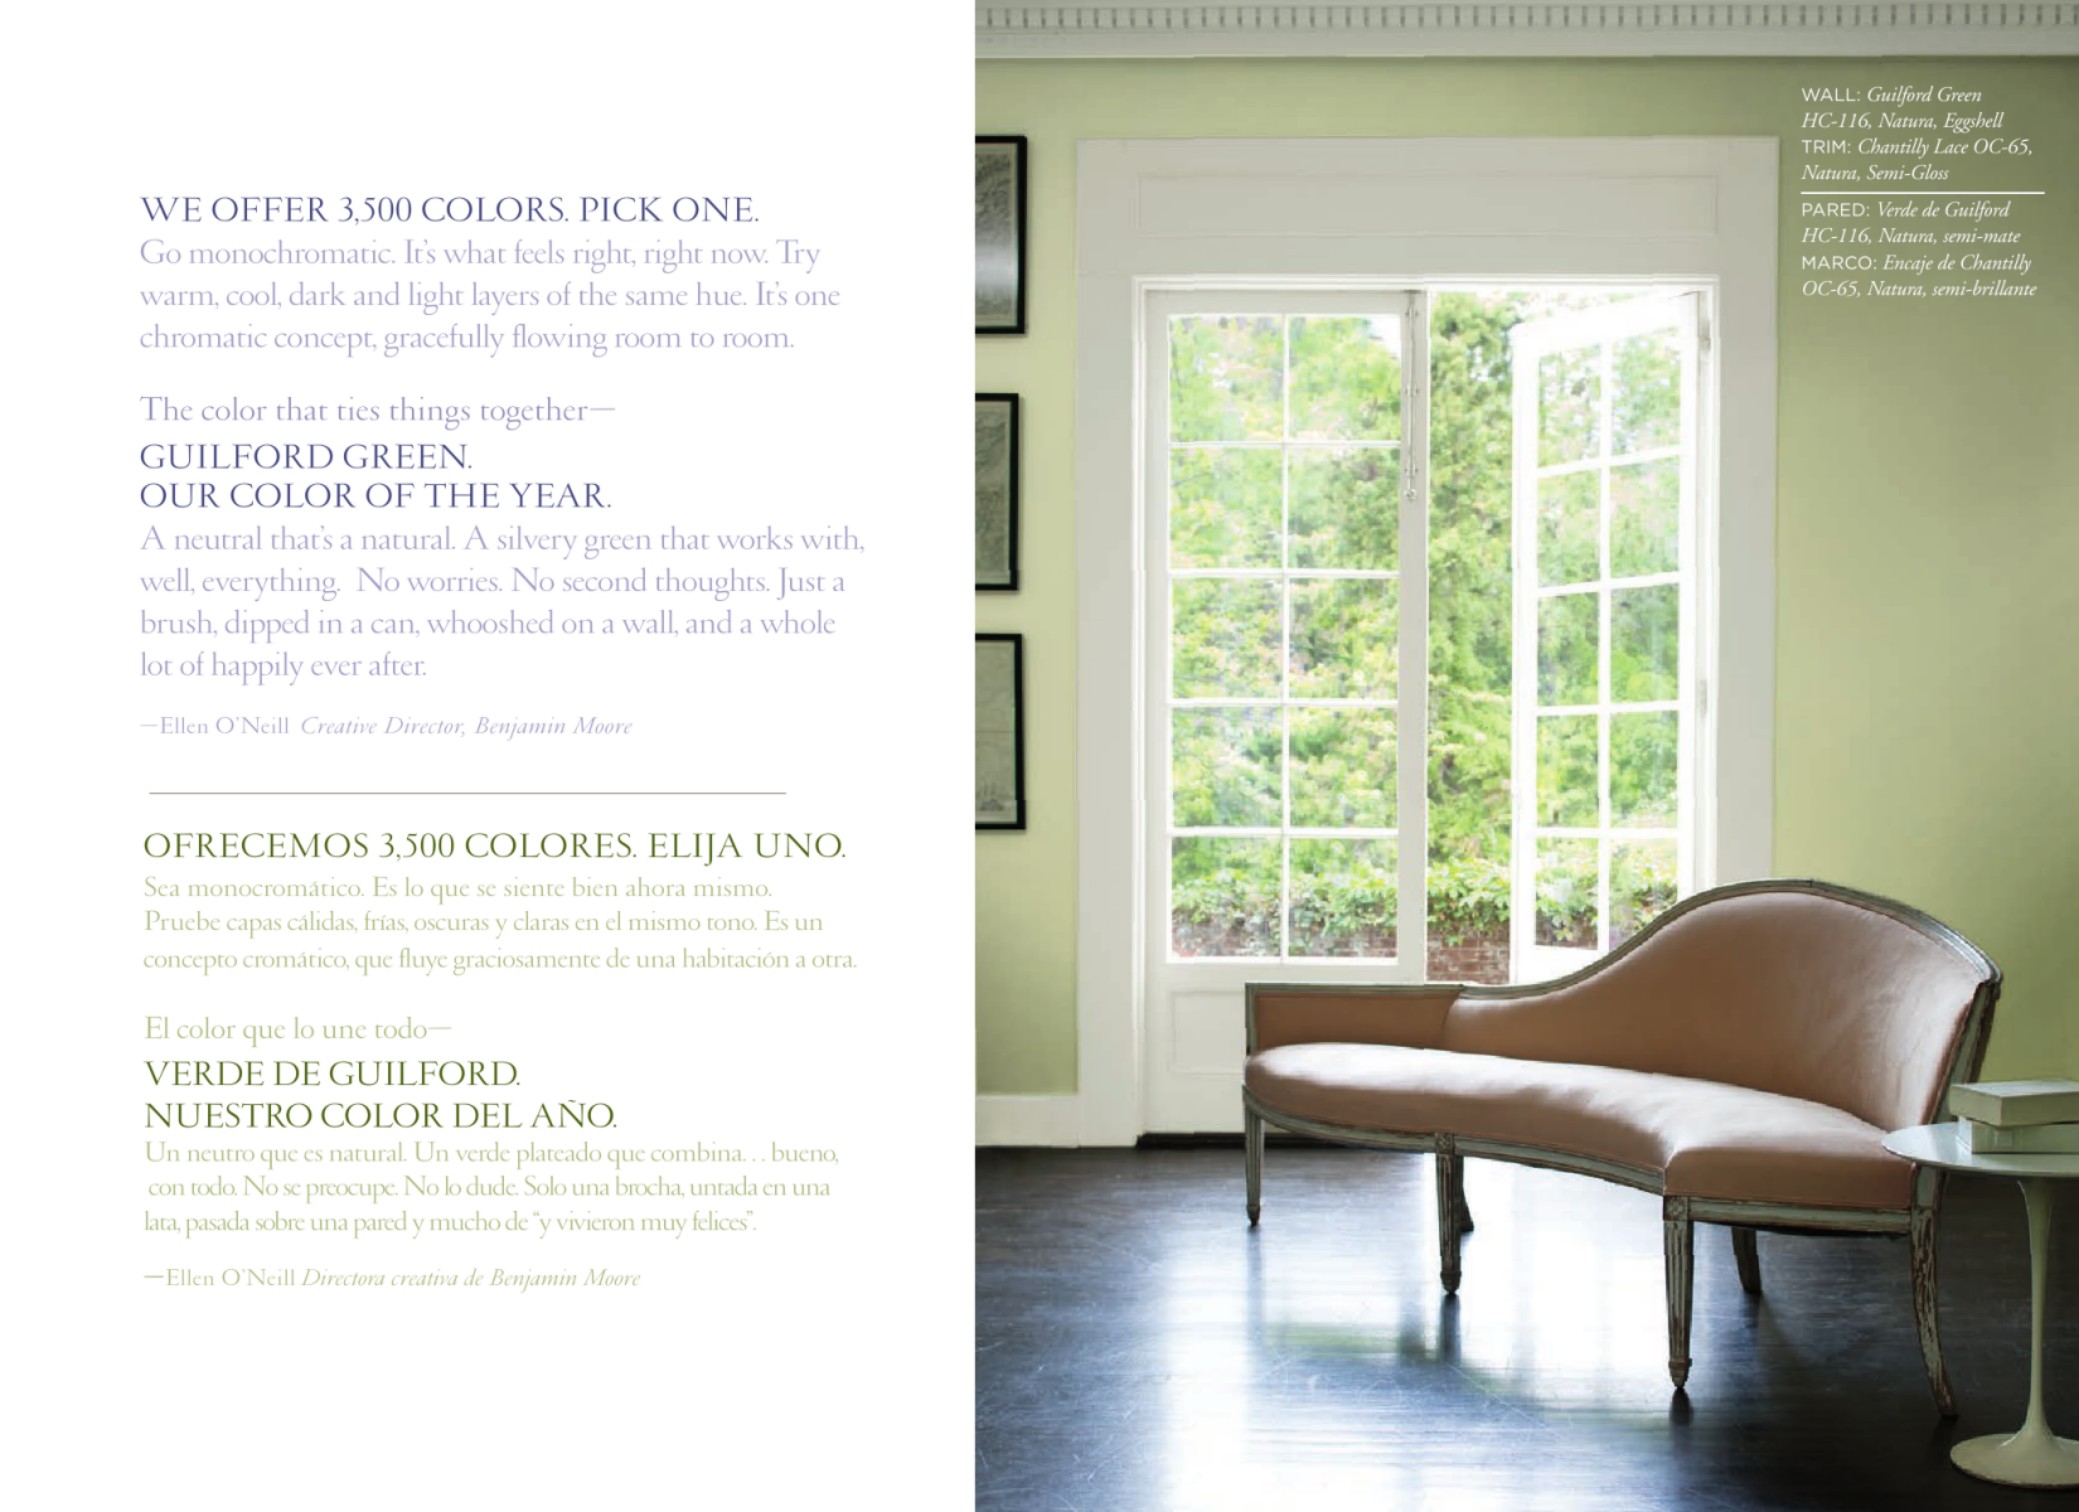 WE OFFER 3,500 COLORS. PICK ONE.
Go monochromatic. It's what feels right, right now. Try
warm, cool, dark and light layers of the same hue. It's one
chromatic concept, gracefully flowing room to room.
The color that ties things together—
GUILFORD GREEN.
OUR COLOR OF THE YEAR.
A neutral that's a natural. A silvery green that works with,
well, everything.  No worries. No second thoughts. Just a
brush, dipped in a can, whooshed on a wall, and a whole
lot of happily ever after.
—Ellen O'Neill Creative Director, Benjamin Moore
OFRECEMOS 3,500 COLORES. ELIJA UNO.
Sea monocromático. Es lo que se siente bien ahora mismo.
Pruebe capas cálidas, frías, oscuras y claras en el mismo tono. Es un
concepto cromático, que fluye graciosamente de una habitación a otra.
El color que lo une todo—
VERDE DE GUILFORD.
NUESTRO COLOR DEL AÑO.
Un neutro que es natural. Un verde plateado que combina. . . bueno,
con todo. No se preocupe. No lo dude. Solo una brocha, untada en una
lata, pasada sobre una pared y mucho de “y vivieron muy felices”.
—Ellen O'Neill Directora creativa de Benjamin Moore
WALL: Guilford Green
HC-116, Natura, Eggshell
TRIM: Chantilly Lace OC-65,
Natura, Semi-Gloss
PARED: Verde de Guilford
HC-116, Natura, semi-mate
MARCO: Encaje de Chantilly
OC-65, Natura, semi-brillante